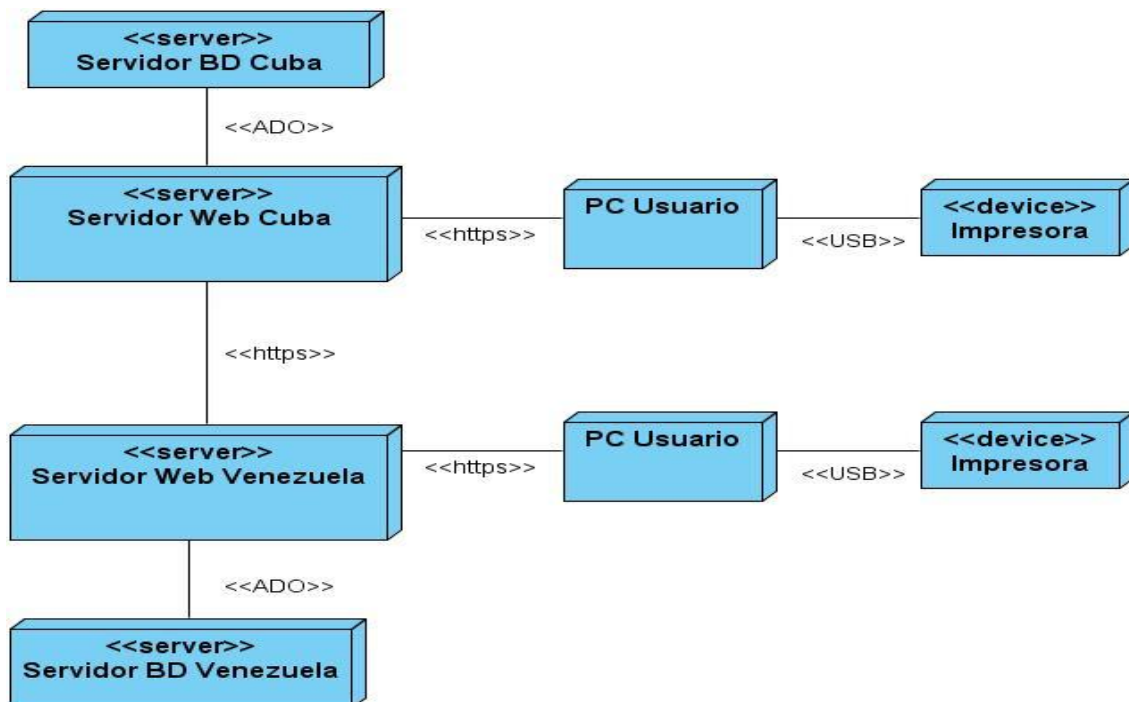 <<server>>
Servidor BD Cuba
<<ADO>>
<<server>>
Servidor Web Cuba
<<https>>
PC Usuario
<<USB>>
<<device>>
Impresora
<<https>>
<<server>>
Servidor Web Venezuela
<<https>>
PC Usuario
<<USB>>
<<device>>
Impresora
<<ADO>>
<<server>>
Servidor BD Venezuela